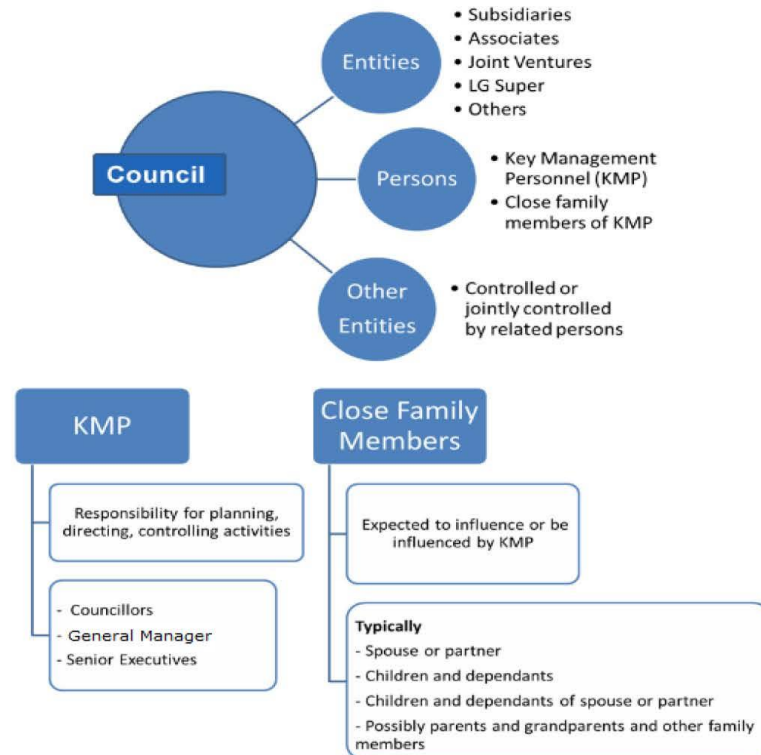 Council
Entities
• Subsidiaries
• Associates
• Joint Ventures
• LG Super
• Others
Persons
• Key Management
Personnel (KMP)
• Close family
members of KMP
Other
Entities
• Controlled or
jointly controlled
by related persons
KMP
Responsibility for planning,
directing, controlling activities
- Councillors
- General Manager
- Senior Executives
Close Family
Members
Expected to influence or be
influenced by KMP
Typically
- Spouse or partner
- Children and dependants
- Children and dependants of spouse or partner
- Possibly parents and grandparents and other family
members